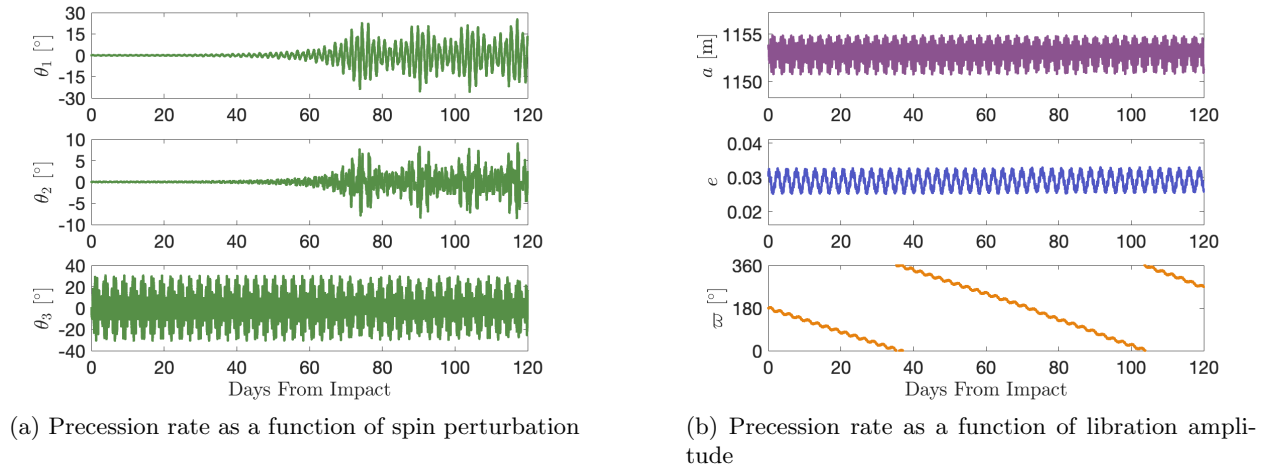 30
15
0
-15
-30
θ₁ [°]
0 20 40 60 80 100 120
10
5
0
-5
-10
θ₂ [°]
0 20 40 60 80 100 120
40
20
0
-20
-40
θ₃ [°]
0 20 40 60 80 100 120
Days From Impact
(a) Precession rate as a function of spin perturbation
1155
1150
a [m]
0 20 40 60 80 100 120
0.04
0.03
0.02
e
0 20 40 60 80 100 120
360
180
0
ϖ [°]
0 20 40 60 80 100 120
Days From Impact
(b) Precession rate as a function of libration ampli-
tude